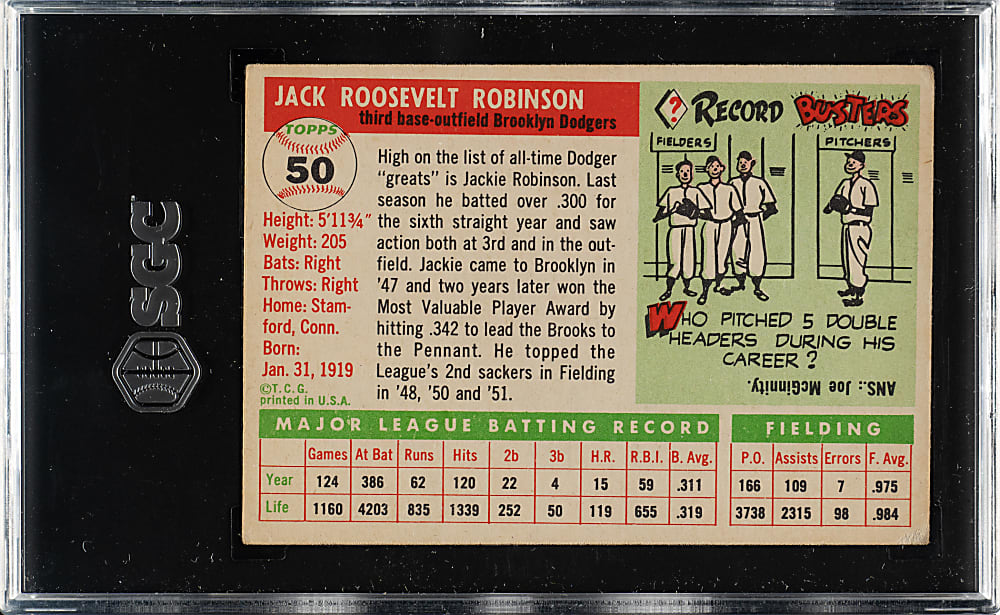 SGC
JACK ROOSEVELT ROBINSON
third base-outfield Brooklyn Dodgers
TOPPS
50
Height: 5'11¾"
Weight: 205
Bats: Right
Throws: Right
Home: Stam-
ford, Conn.
Born:
Jan. 31, 1919
©T.C.G.
printed in U.S.A.
High on the list of all-time Dodger
"greats" is Jackie Robinson. Last
season he batted over .300 for
the sixth straight year and saw
action both at 3rd and in the out-
field. Jackie came to Brooklyn in
'47 and two years later won the
Most Valuable Player Award by
hitting .342 to lead the Brooks to
the Pennant. He topped the
League's 2nd sackers in Fielding
in '48, '50 and '51.
? RECORD BUSTERS
FIELDERS
PITCHERS
WHO PITCHED 5 DOUBLE
HEADERS DURING HIS
CAREER?
ANS.: Joe McGinnity.
MAJOR LEAGUE BATTING RECORD
Games At Bat Runs Hits 2b 3b H.R. R.B.I. B. Avg.
Year 124 386 62 120 22 4 15 59 .311
Life 1160 4203 835 1339 252 50 119 655 .319
FIELDING
P.O. Assists Errors F. Avg.
166 109 7 .975
3738 2315 98 .984